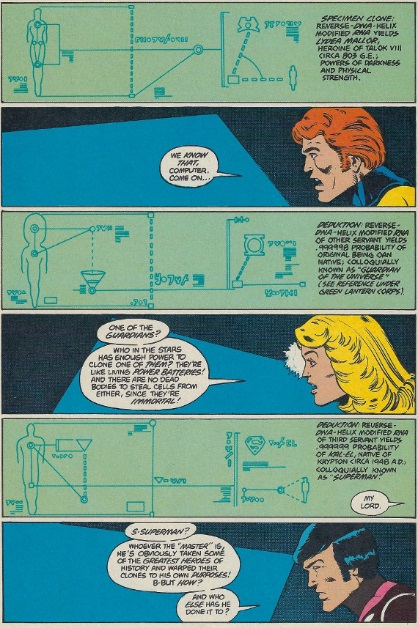 SPECIMEN CLONE:
REVERSE-DNA-HELIX
MODIFIED RNA YIELDS
LYDEA MALLOR,
HEROINE OF TALOK VIII
CIRCA 803 G.E.;
POWERS OF DARKNESS
AND PHYSICAL
STRENGTH.
WE KNOW
THAT,
COMPUTER.
COME ON...
DEDUCTION: REVERSE-
DNA-HELIX MODIFIED RNA
OF OTHER SERVANT YIELDS
.999998 PROBABILITY OF
ORIGINAL BEING OAN
NATIVE; COLLOQUIALLY
KNOWN AS "GUARDIAN
OF THE UNIVERSE"
(SEE REFERENCE UNDER
GREEN LANTERN CORPS).
ONE OF THE
GUARDIANS?
WHO IN THE STARS
HAS ENOUGH POWER TO
CLONE ONE OF THEM? THEY'RE
LIKE LIVING POWER BATTERIES!
AND THERE ARE NO DEAD
BODIES TO STEAL CELLS FROM
EITHER, SINCE THEY'RE
IMMORTAL!
DEDUCTION: REVERSE-
DNA-HELIX MODIFIED RNA
OF THIRD SERVANT YIELDS
.999999 PROBABILITY
OF KAL-EL, NATIVE OF
KRYPTON CIRCA 1948 A.D.;
COLLOQUIALLY KNOWN
AS "SUPERMAN."
MY
LORD.
S-SUPERMAN?
WHOEVER THE "MASTER" IS,
HE'S OBVIOUSLY TAKEN SOME
OF THE GREATEST HEROES OF
HISTORY AND WARPED THEIR
CLONES TO HIS OWN PURPOSES!
B-BUT HOW?
AND WHO
ELSE HAS HE
DONE IT TO?